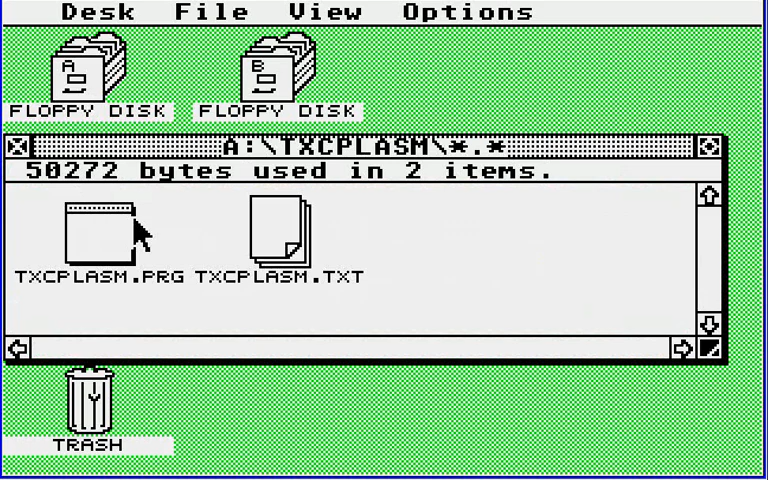 Desk File View Options
A B
FLOPPY DISK FLOPPY DISK
A:\TXCPLASM\*.*
50272 bytes used in 2 items.
TXCPLASM.PRG TXCPLASM.TXT
TRASH